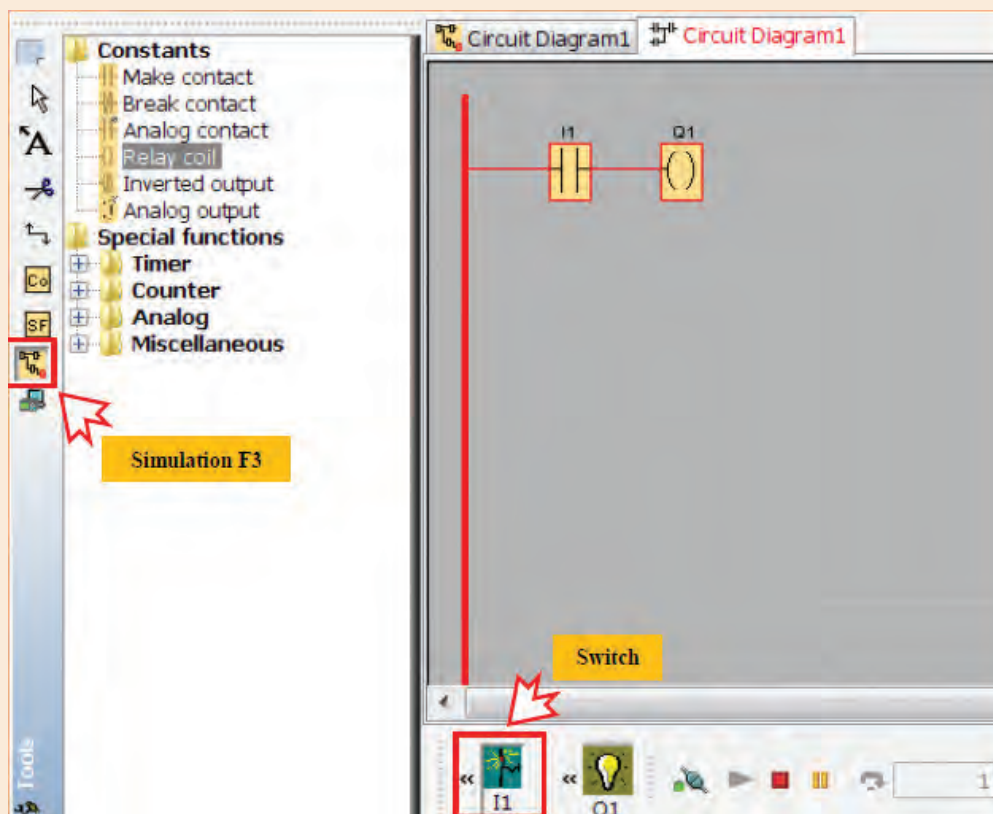 Constants
Make contact
Break contact
Analog contact
Relay coil
Inverted output
Analog output
Special functions
Timer
Counter
Analog
Miscellaneous
A
Co
SF
Simulation F3
Tools
Circuit Diagram1
Circuit Diagram1
I1
Q1
Switch
I1
Q1
1